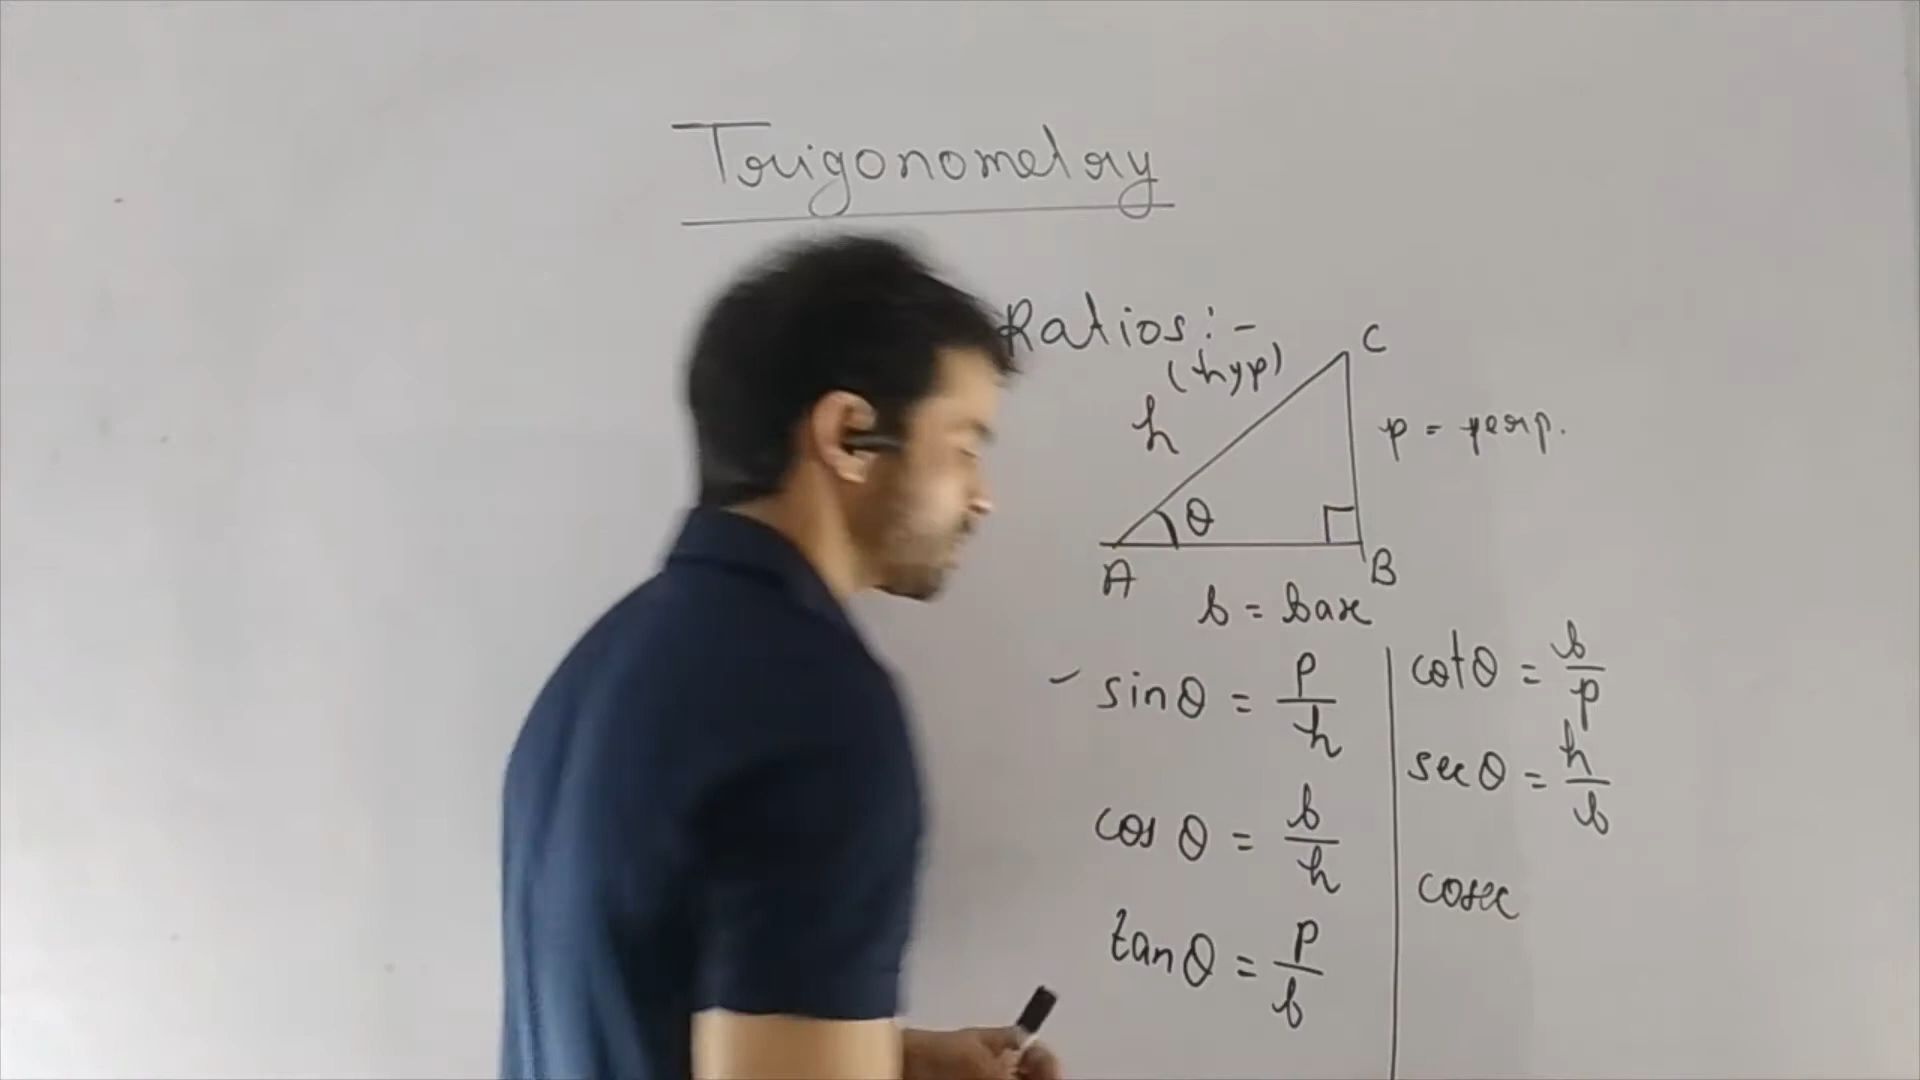 Trigonometry
Ratios:-
(hyp)
C
h
p = perp.
θ
A
B
b = base
- sinθ = p/h
cosθ = b/h
tanθ = p/b
cotθ = b/p
secθ = h/b
cosec